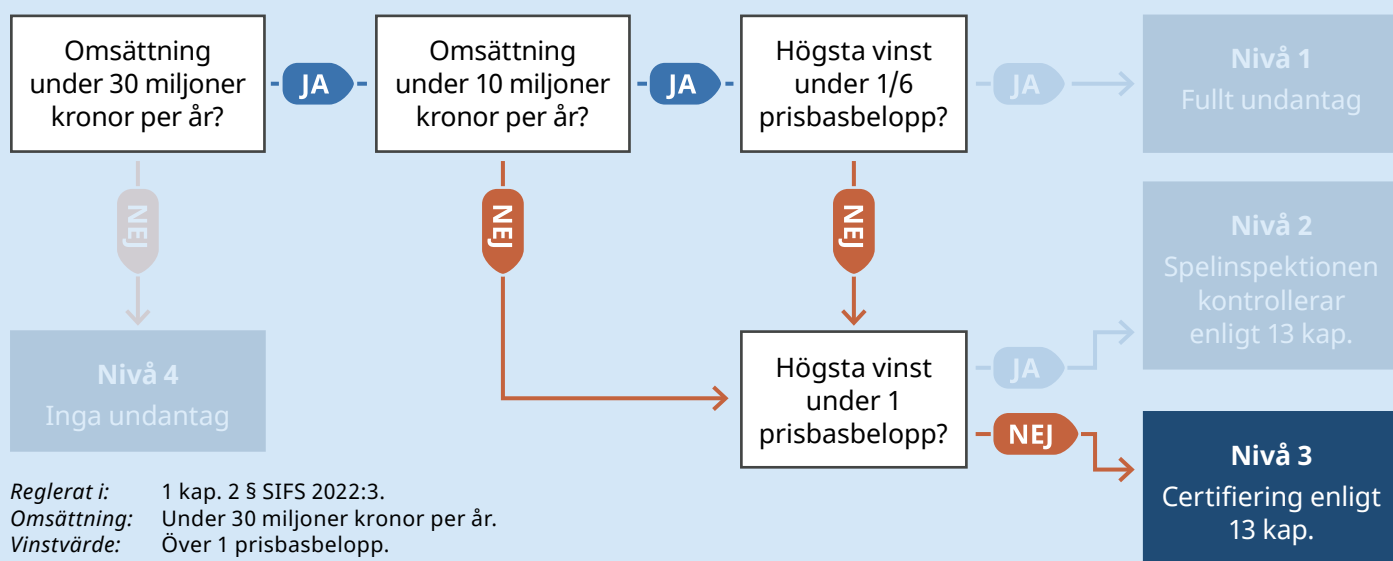 Omsättning
under 30 miljoner
kronor per år?
JA
Omsättning
under 10 miljoner
kronor per år?
JA
Högsta vinst
under 1/6
prisbasbelopp?
JA
Nivå 1
Fullt undantag
NEJ
NEJ
NEJ
Nivå 2
Spelinspektionen
kontrollerar
enligt 13 kap.
Nivå 4
Inga undantag
Högsta vinst
under 1
prisbasbelopp?
JA
NEJ
Nivå 3
Certifiering enligt
13 kap.
Reglerat i: 1 kap. 2 § SIFS 2022:3.
Omsättning: Under 30 miljoner kronor per år.
Vinstvärde: Över 1 prisbasbelopp.